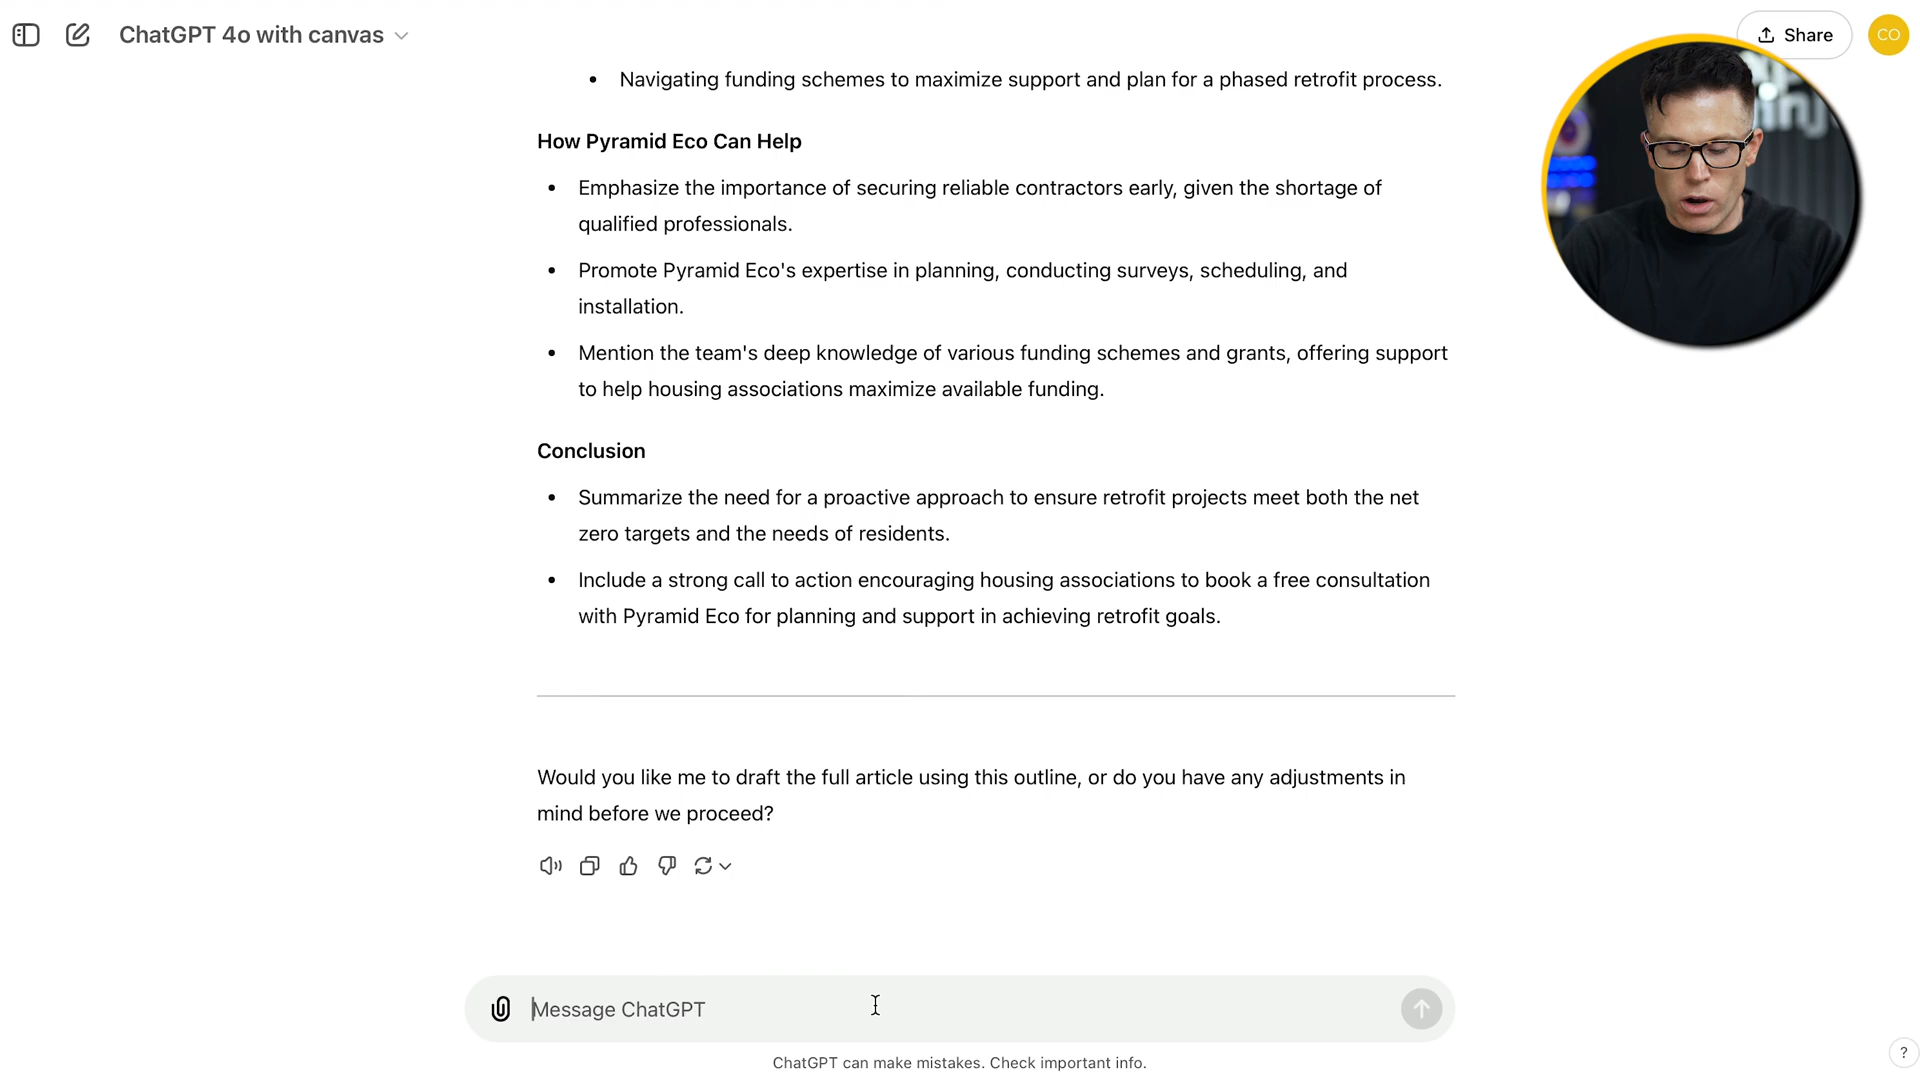 ChatGPT 4o with canvas
Share
CO
Navigating funding schemes to maximize support and plan for a phased retrofit process.
How Pyramid Eco Can Help
Emphasize the importance of securing reliable contractors early, given the shortage of
qualified professionals.
Promote Pyramid Eco's expertise in planning, conducting surveys, scheduling, and
installation.
Mention the team's deep knowledge of various funding schemes and grants, offering support
to help housing associations maximize available funding.
Conclusion
Summarize the need for a proactive approach to ensure retrofit projects meet both the net
zero targets and the needs of residents.
Include a strong call to action encouraging housing associations to book a free consultation
with Pyramid Eco for planning and support in achieving retrofit goals.
Would you like me to draft the full article using this outline, or do you have any adjustments in
mind before we proceed?
Message ChatGPT
ChatGPT can make mistakes. Check important info.
?